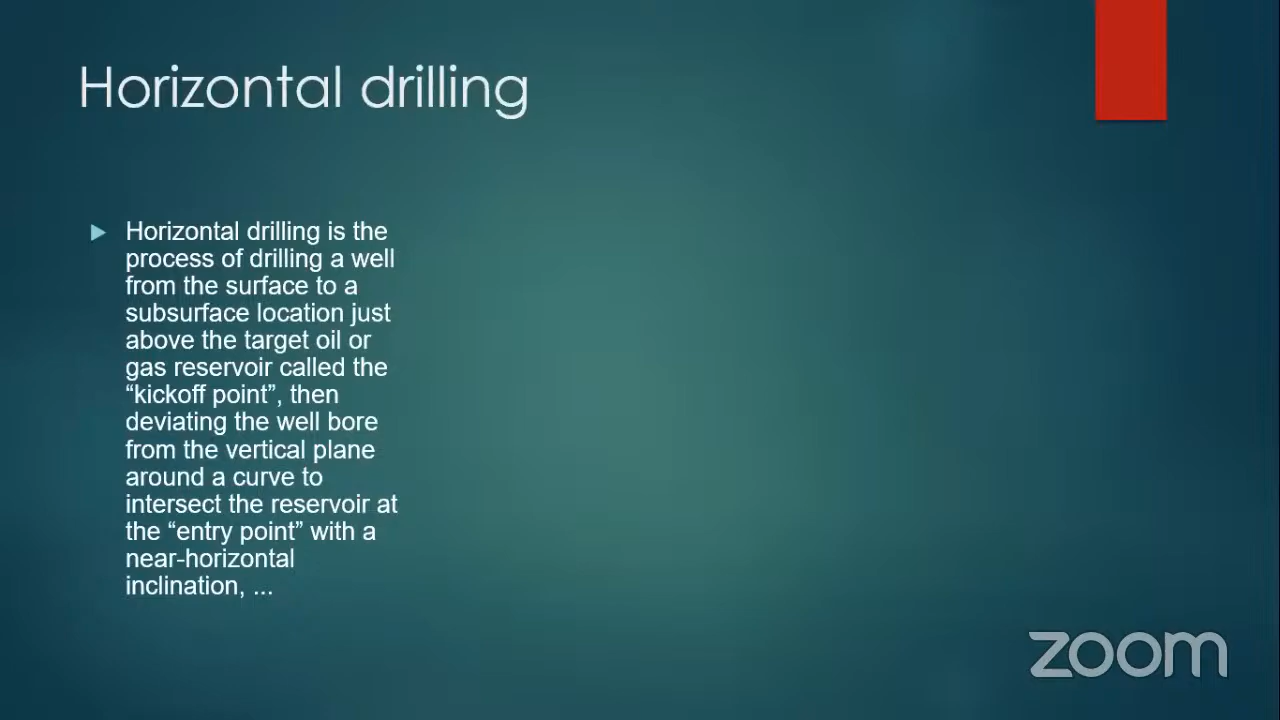 Horizontal drilling
Horizontal drilling is the
process of drilling a well
from the surface to a
subsurface location just
above the target oil or
gas reservoir called the
“kickoff point”, then
deviating the well bore
from the vertical plane
around a curve to
intersect the reservoir at
the “entry point” with a
near-horizontal
inclination, ...
zoom